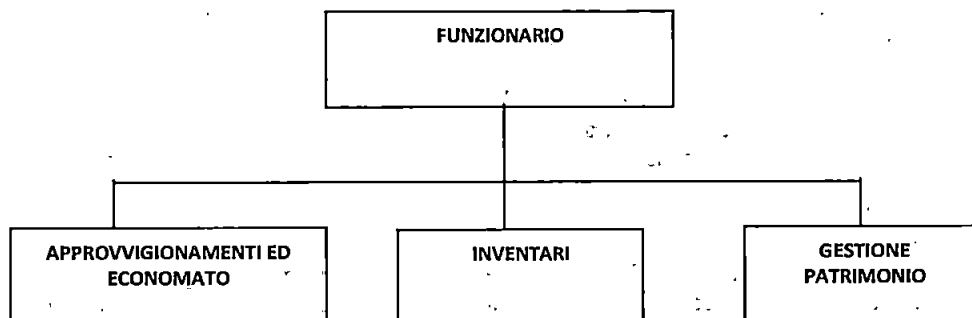 FUNZIONARIO
APPROVVIGIONAMENTI ED
ECONOMATO
INVENTARI
GESTIONE
PATRIMONIO